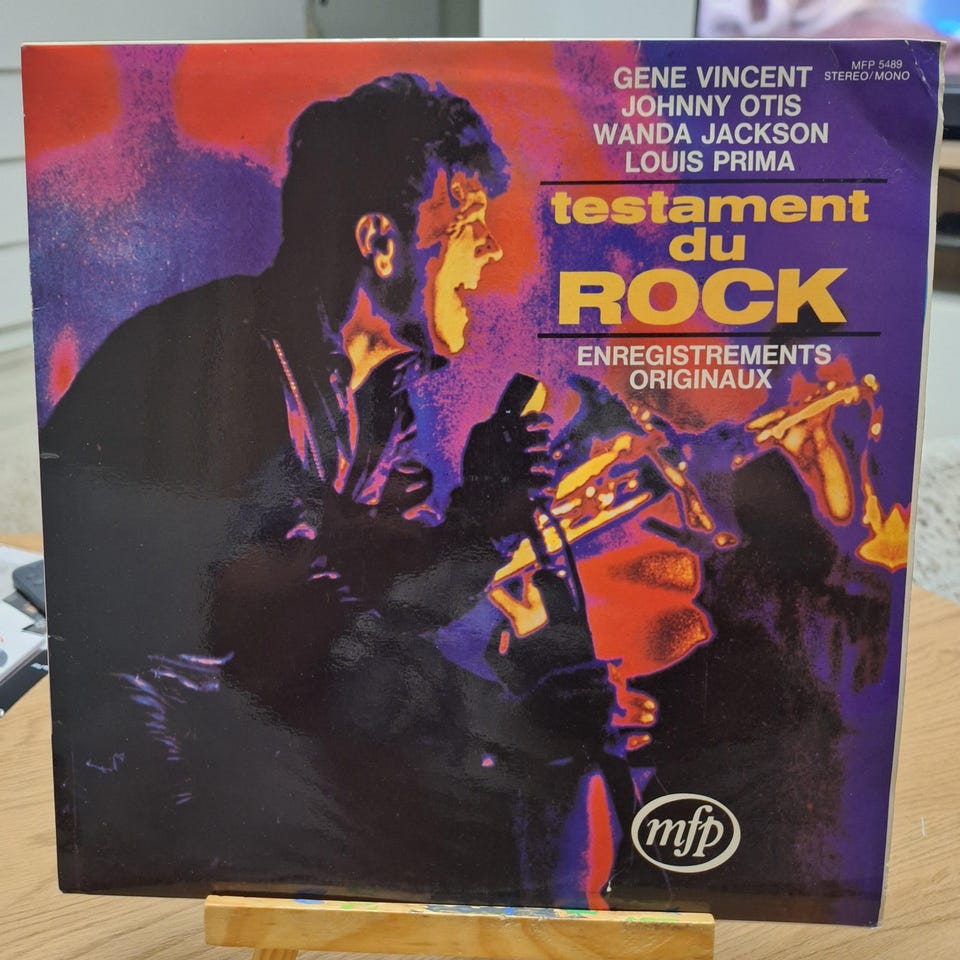 GENE VINCENT
JOHNNY OTIS
WANDA JACKSON
LOUIS PRIMA
MFP 5489
STEREO/MONO
testament
du
ROCK
ENREGISTREMENTS
ORIGINAUX
mfp